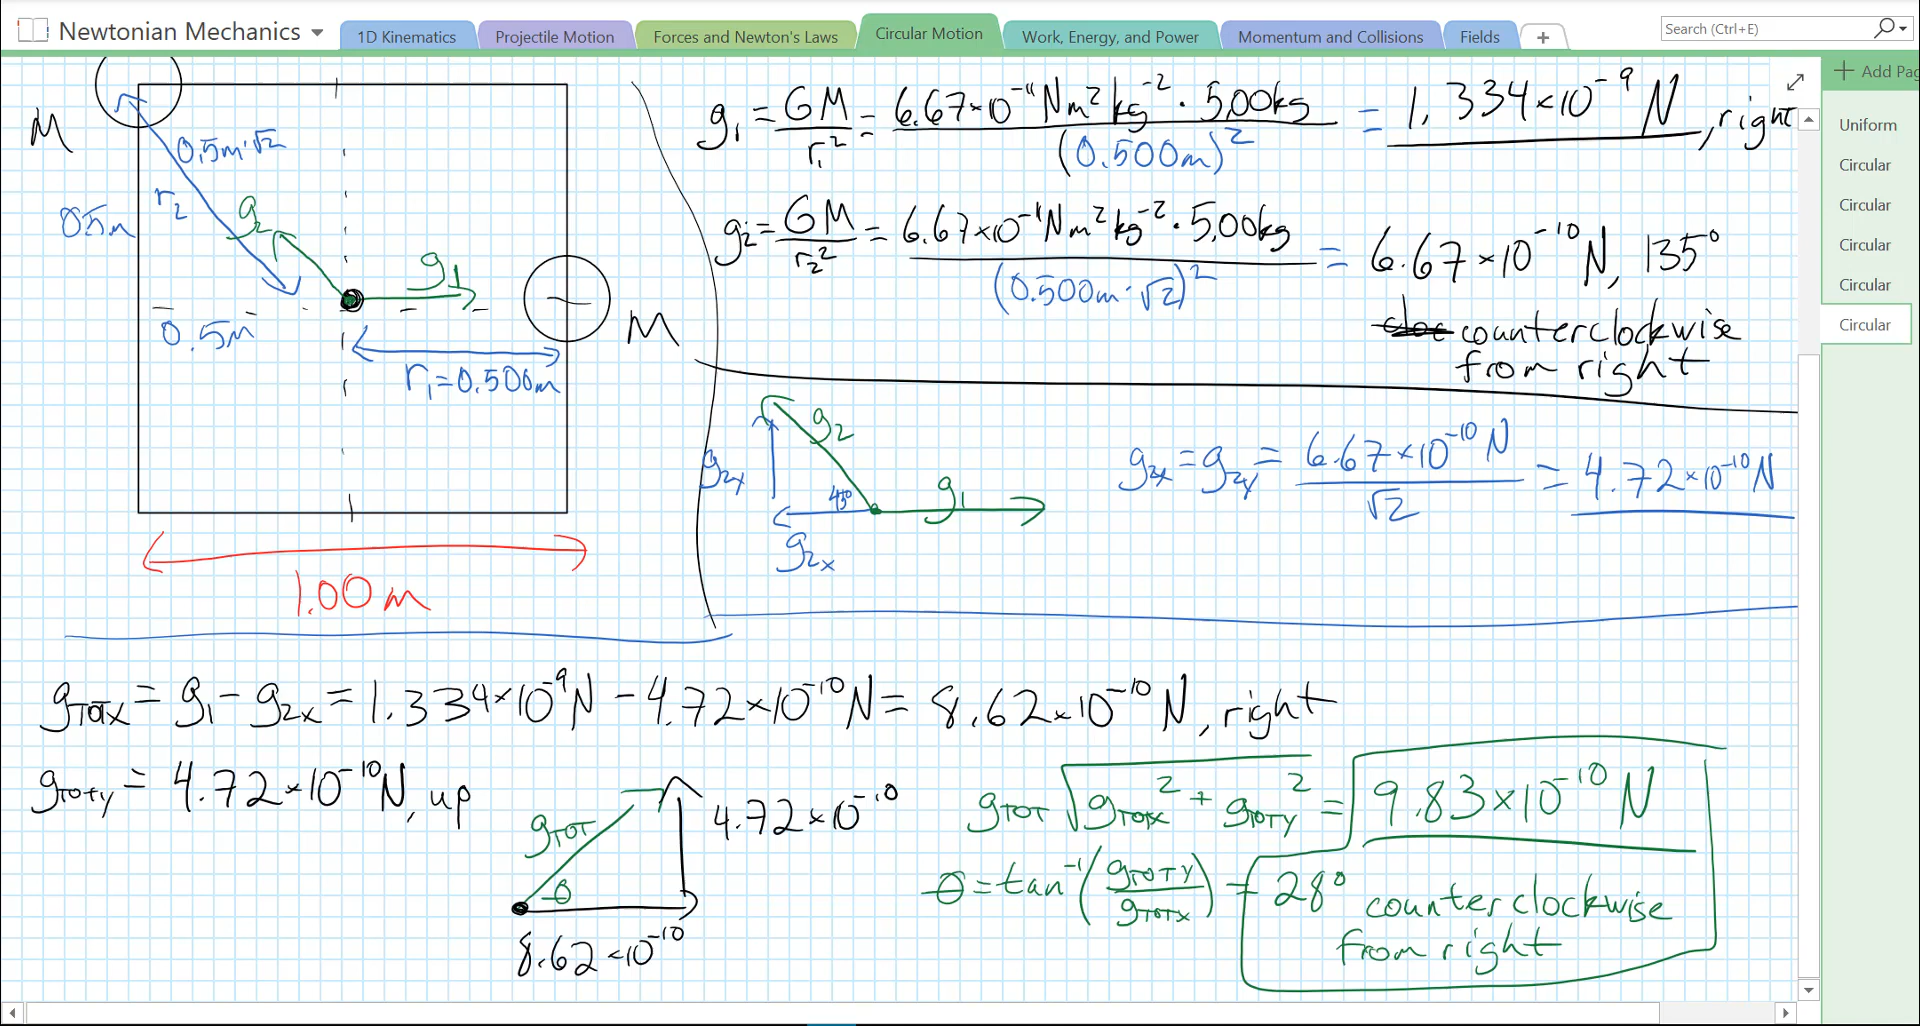 Newtonian Mechanics
1D Kinematics
Projectile Motion
Forces and Newton's Laws
Circular Motion
Work, Energy, and Power
Momentum and Collisions
Fields
Search (Ctrl+E)
Add Pag
Uniform
Circular
Circular
Circular
Circular
Circular
M
0.5m·√2
r₂
0.5m
g₂
g₁
0.5m
M
r₁=0.500m
1.00 m
g₁ = GM/r₁² = 6.67×10⁻¹¹Nm²kg⁻² · 5.00kg/(0.500m)² = 1.334×10⁻⁹ N, right
g₂ = GM/r₂² = 6.67×10⁻¹¹Nm²kg⁻² · 5.00kg/(0.500m·√2)² = 6.67×10⁻¹⁰ N, 135°
counterclockwise
from right
g₂
g₂y
45°
g₁
g₂x
g₂x = g₂y = 6.67×10⁻¹⁰ N/√2 = 4.72×10⁻¹⁰ N
gTOTx = g₁ − g₂x = 1.334×10⁻⁹N − 4.72×10⁻¹⁰N = 8.62×10⁻¹⁰ N, right
gTOTy = 4.72×10⁻¹⁰N, up
gTOT
θ
4.72×10⁻¹⁰
8.62×10⁻¹⁰
gTOT √gTOTx² + gTOTy² = 9.83×10⁻¹⁰ N
θ = tan⁻¹(gTOTy/gTOTx) = 28° counterclockwise
from right